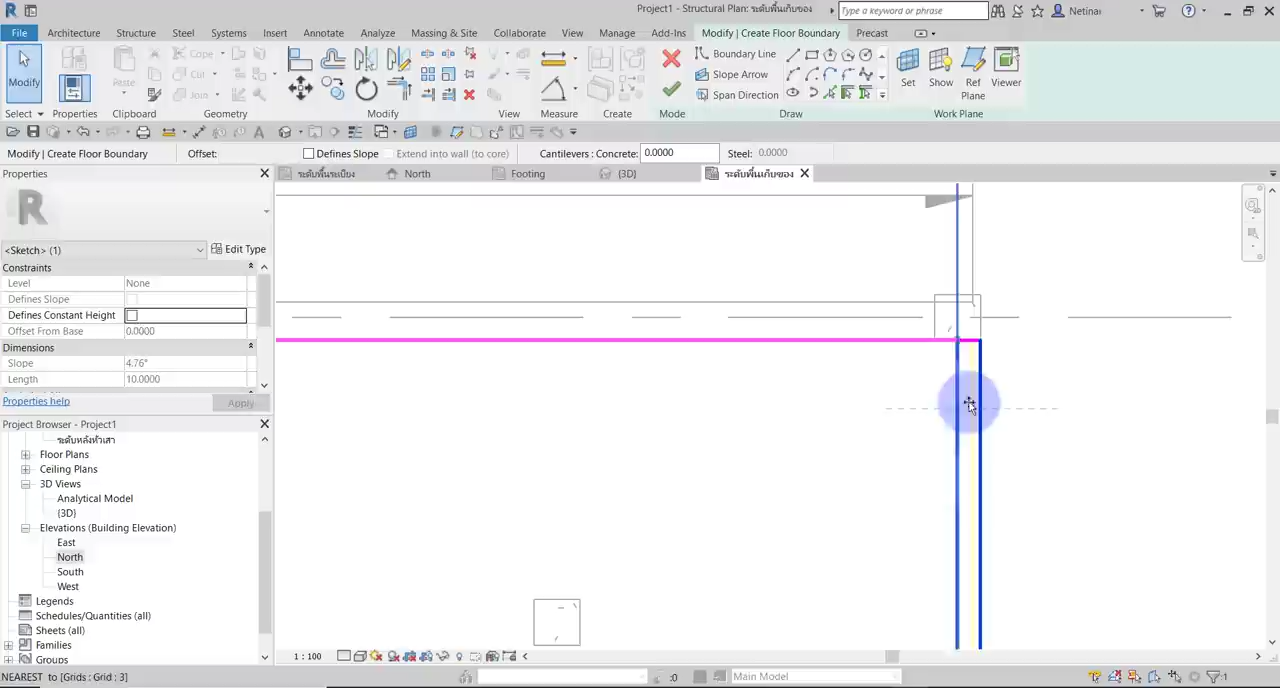 Project1 - Structural Plan: ระดับพื้นเก็บของ
Type a keyword or phrase
Netinai
File Architecture Structure Steel Systems Insert Annotate Analyze Massing & Site Collaborate View Manage Add-Ins Modify | Create Floor Boundary Precast
Modify
Paste
Cope
Cut
Join
Boundary Line
Slope Arrow
Span Direction
Set Show Ref Plane Viewer
Select Properties Clipboard Geometry Modify View Measure Create Mode Draw Work Plane
Modify | Create Floor Boundary Offset: Defines Slope Extend into wall (to core) Cantilevers : Concrete: 0.0000 Steel: 0.0000
Properties
ระดับพื้นระเบียง North Footing {3D} ระดับพื้นเก็บของ
R
<Sketch> (1) Edit Type
Constraints
Level None
Defines Slope
Defines Constant Height
Offset From Base 0.0000
Dimensions
Slope 4.76°
Length 10.0000
Properties help Apply
Project Browser - Project1
ระดับหลังหัวเสา
Floor Plans
Ceiling Plans
3D Views
Analytical Model
{3D}
Elevations (Building Elevation)
East
North
South
West
Legends
Schedules/Quantities (all)
Sheets (all)
Families
Groups
1 : 100
NEAREST to [Grids : Grid : 3] :0 Main Model :1